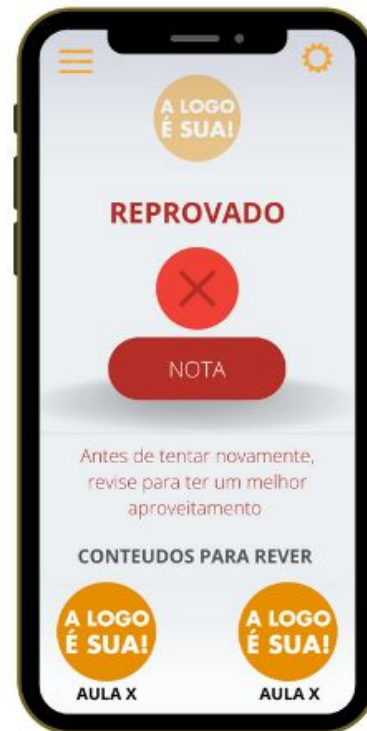 A LOGO
É SUA!
REPROVADO
NOTA
Antes de tentar novamente,
revise para ter um melhor
aproveitamento
CONTEUDOS PARA REVER
A LOGO
É SUA!
A LOGO
É SUA!
AULA X
AULA X